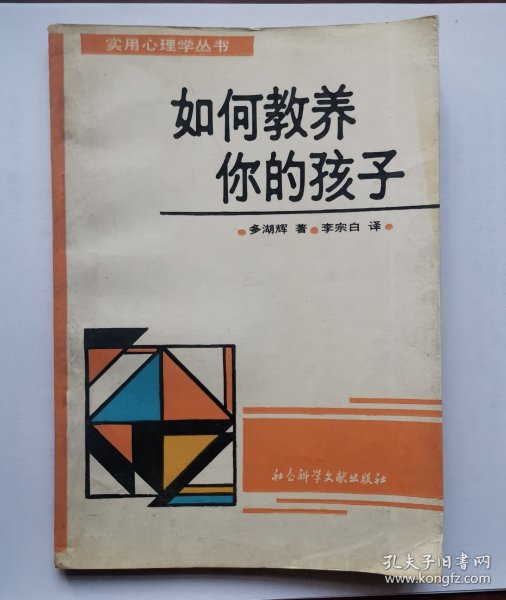 实用心理学丛书
如何教养
你的孩子
多湖辉 著 李宗白 译
社会科学文献出版社
孔夫子旧书网
www.kongfz.com